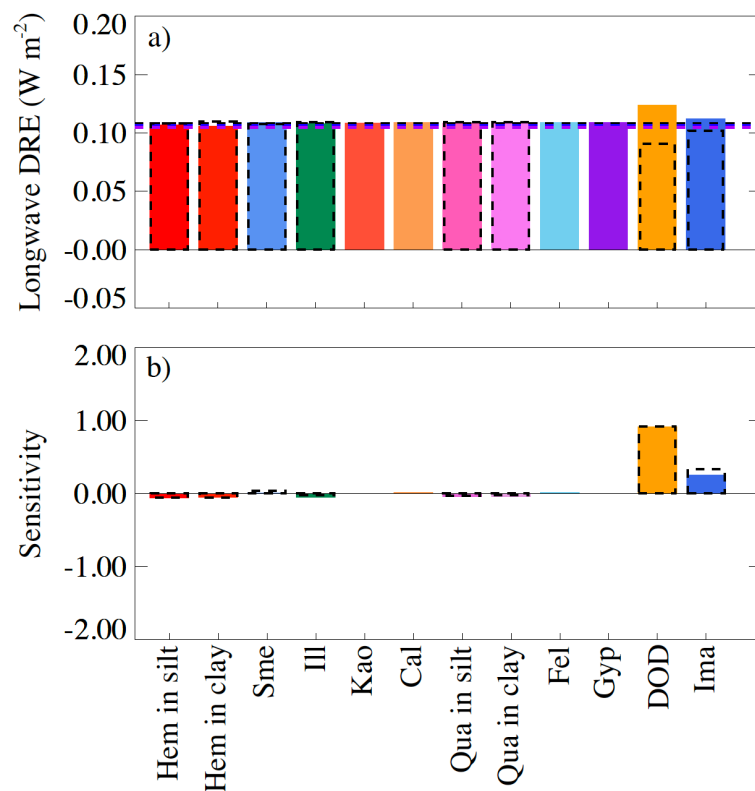 Longwave DRE (W m⁻²)
0.20
0.15
0.10
0.05
-0.00
-0.05
a)
Sensitivity
2.00
1.00
0.00
-1.00
-2.00
b)
Hem in silt
Hem in clay
Sme
Ill
Kao
Cal
Qua in silt
Qua in clay
Fel
Gyp
DOD
Ima